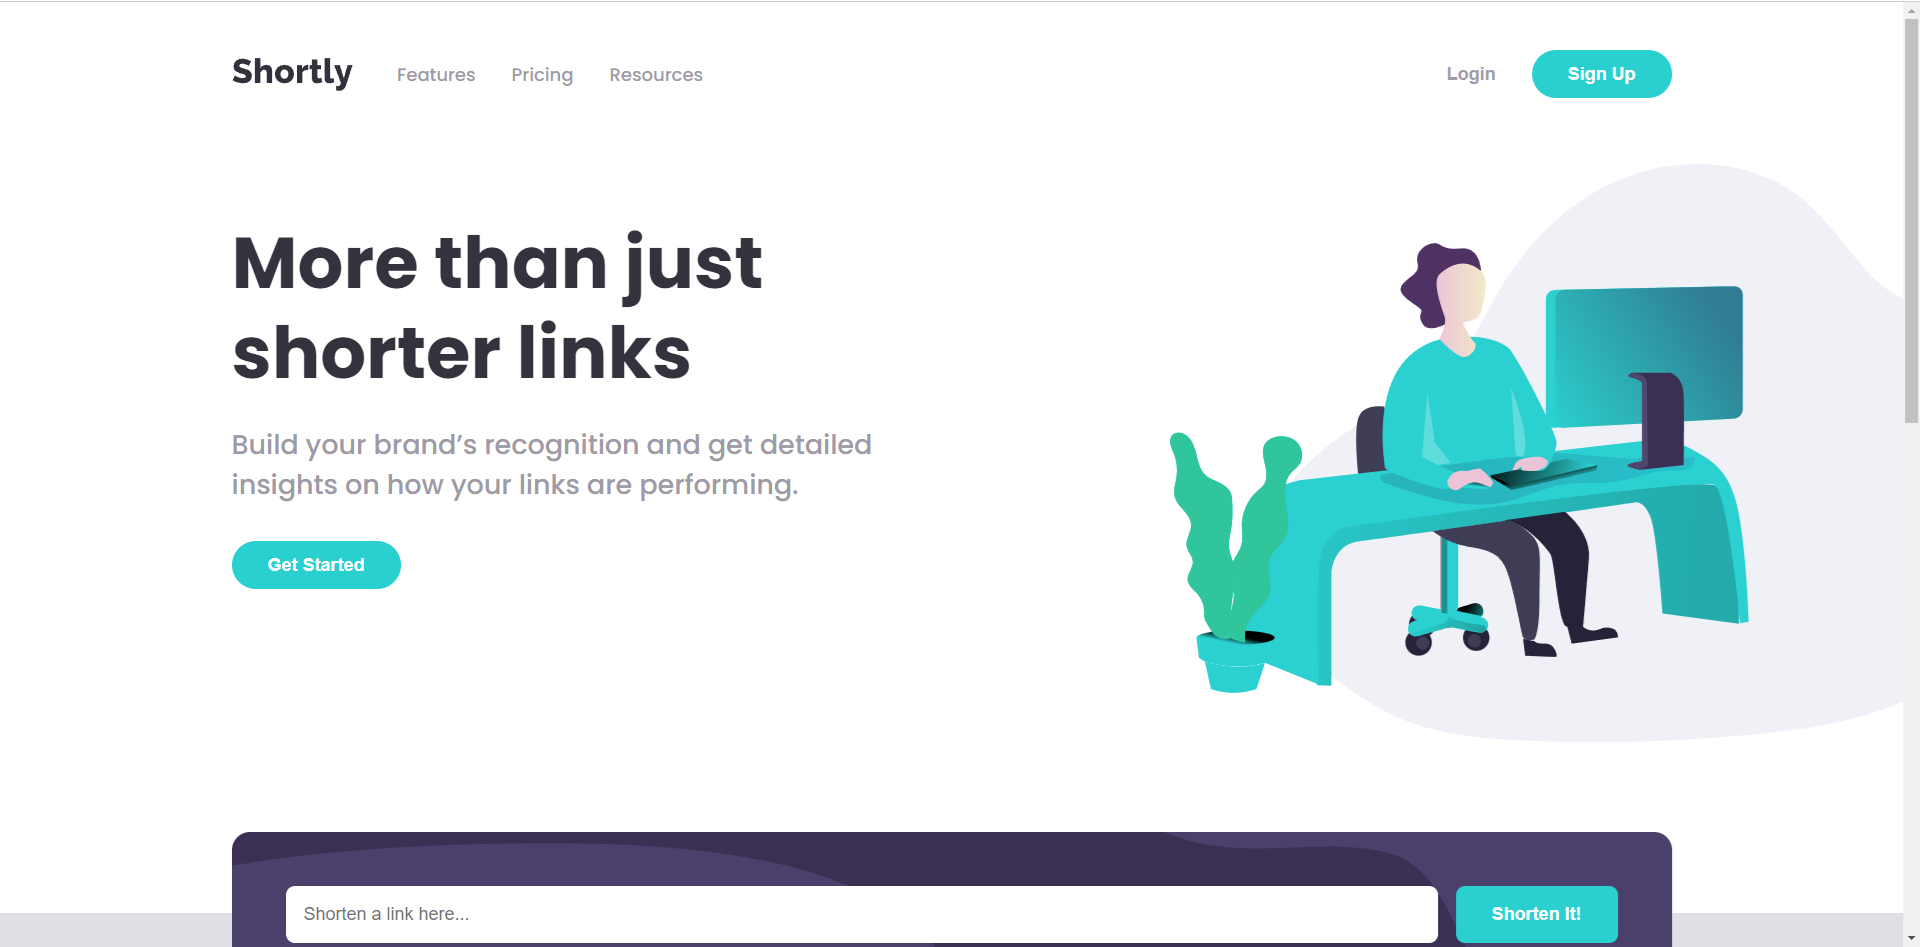 Shortly
Features
Pricing
Resources
Login
Sign Up
More than just
shorter links
Build your brand’s recognition and get detailed
insights on how your links are performing.
Get Started
Shorten a link here...
Shorten It!